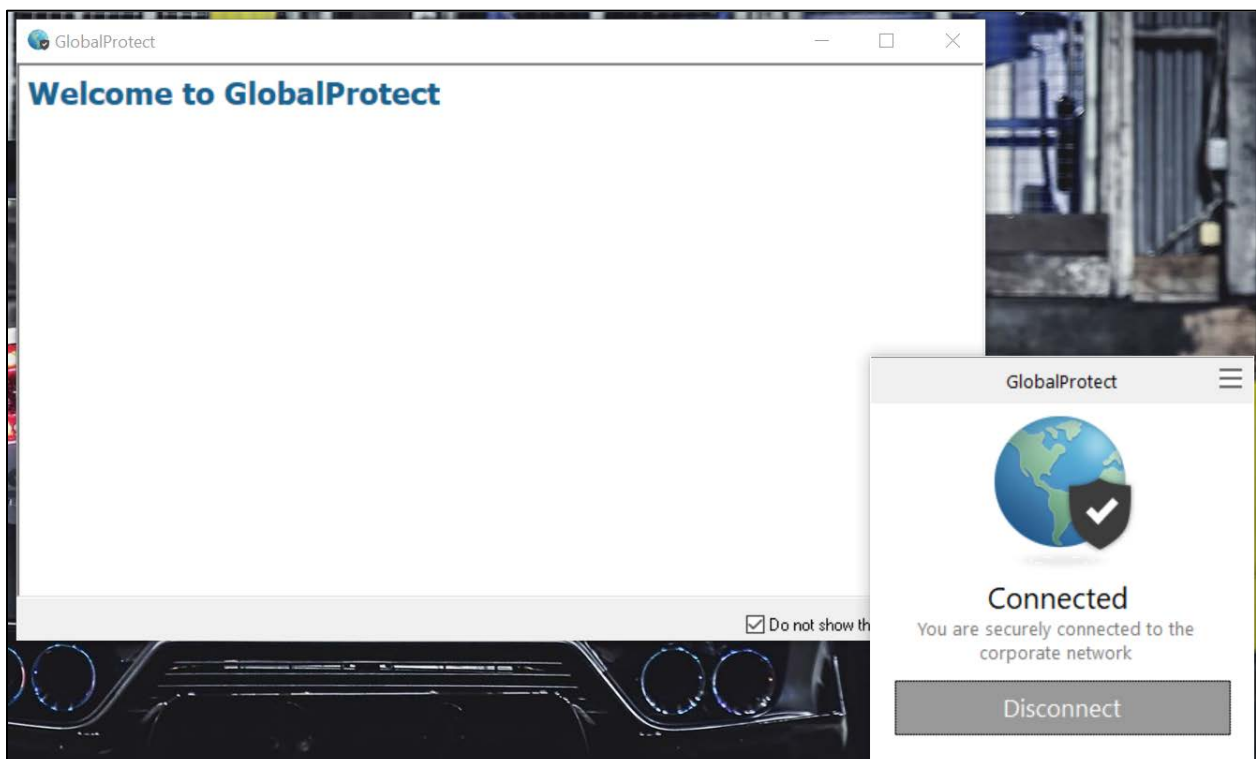 GlobalProtect
Welcome to GlobalProtect
Do not show th
GlobalProtect
Connected
You are securely connected to the
corporate network
Disconnect